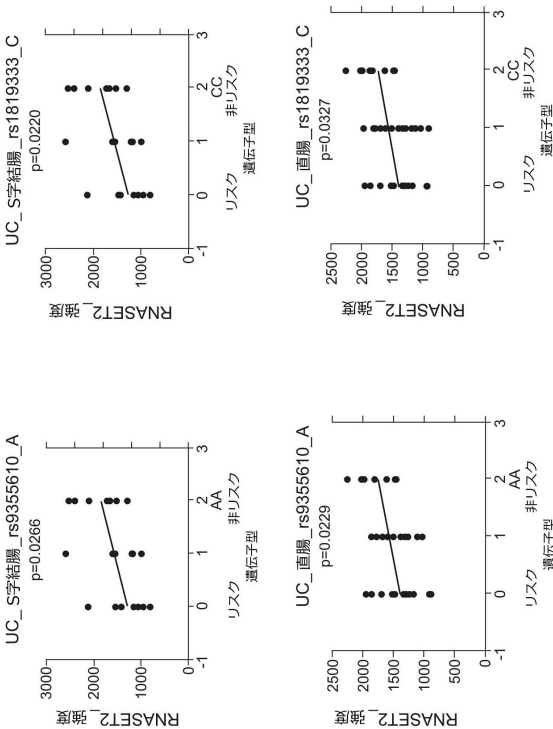 UC_ S字結腸_rs9355610_A
p=0.0266
RNASET2_強度
3000
2000
1000
0
-1
0
1
2
3
リスク
AA
非リスク
遺伝子型
UC_ S字結腸_rs1819333_C
p=0.0220
RNASET2_強度
3000
2000
1000
0
-1
0
1
2
3
リスク
CC
非リスク
遺伝子型
UC_直腸_rs9355610_A
p=0.0229
RNASET2_強度
2500
2000
1500
1000
500
0
-1
0
1
2
3
リスク
AA
非リスク
遺伝子型
UC_直腸_rs1819333_C
p=0.0327
RNASET2_強度
2500
2000
1500
1000
500
0
-1
0
1
2
3
リスク
CC
非リスク
遺伝子型